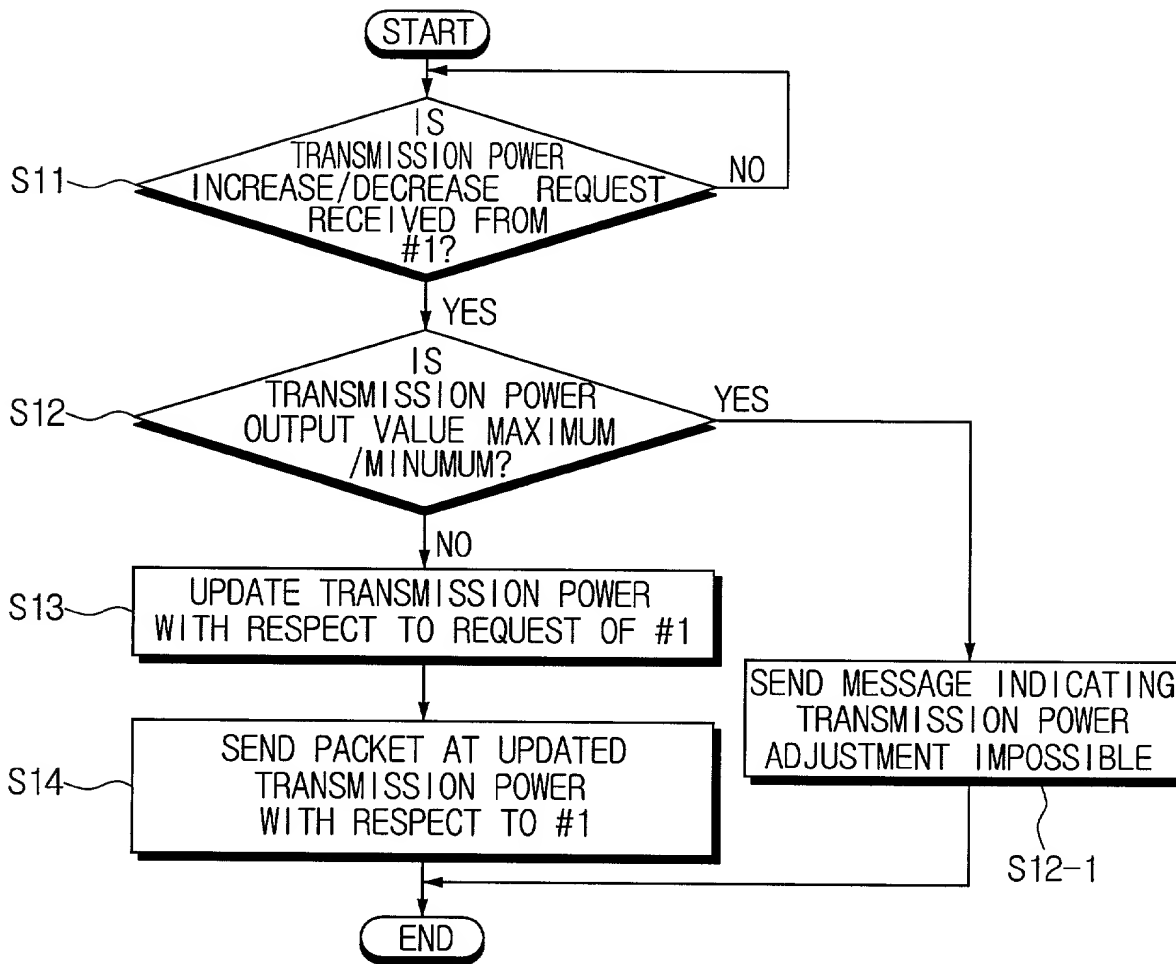 START
IS
TRANSMISSION POWER
INCREASE/DECREASE REQUEST
RECEIVED FROM
#1?
S11
NO
YES
IS
TRANSMISSION POWER
OUTPUT VALUE MAXIMUM
/MINUMUM?
S12
YES
NO
UPDATE TRANSMISSION POWER
WITH RESPECT TO REQUEST OF #1
S13
SEND MESSAGE INDICATING
TRANSMISSION POWER
ADJUSTMENT IMPOSSIBLE
S12-1
SEND PACKET AT UPDATED
TRANSMISSION POWER
WITH RESPECT TO #1
S14
END